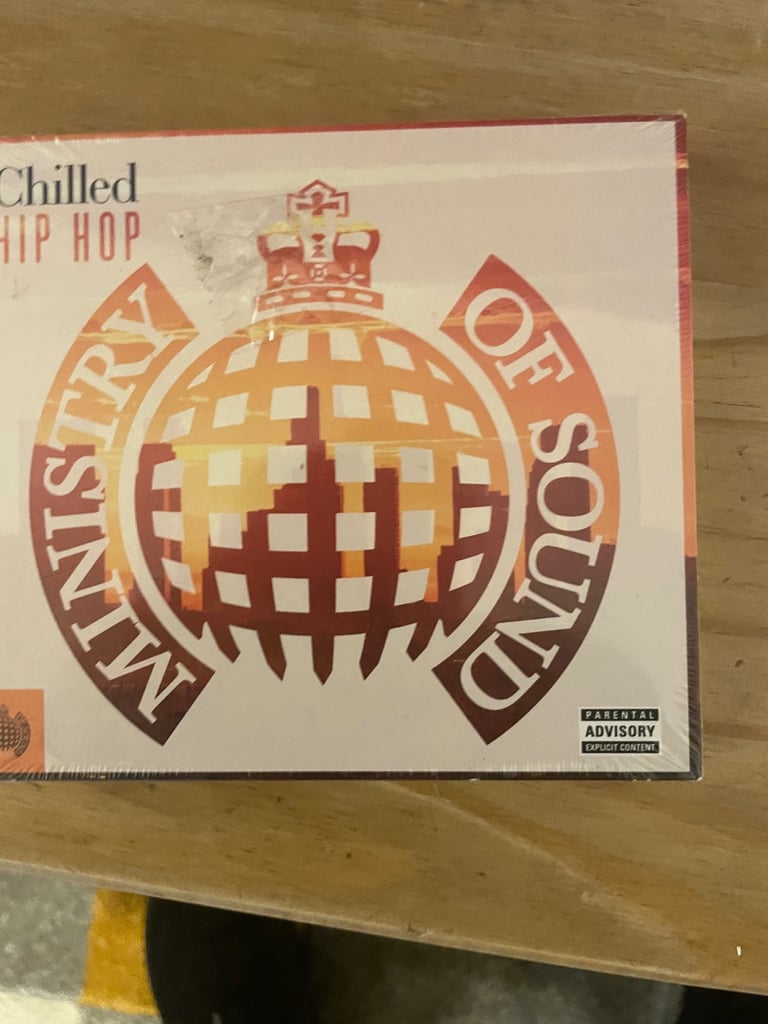 Chilled
HIP HOP
MINISTRY
OF SOUND
PARENTAL
ADVISORY
EXPLICIT CONTENT